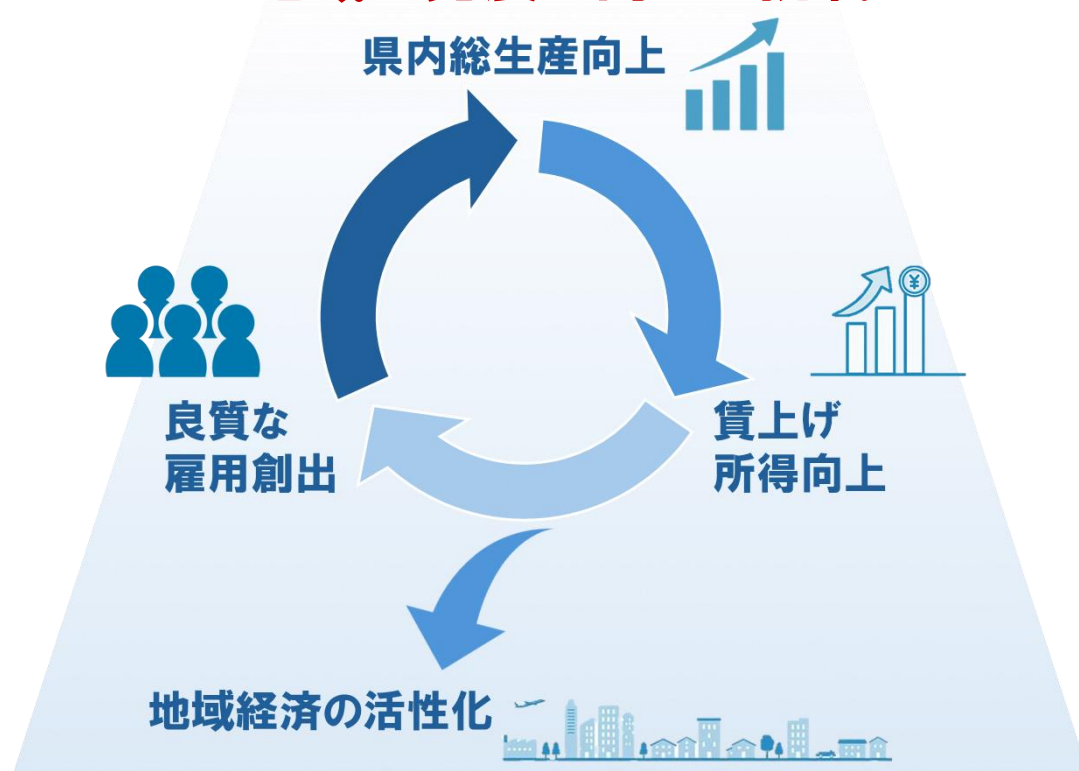 県内総生産向上
¥
良質な
雇用創出
賃上げ
所得向上
地域経済の活性化